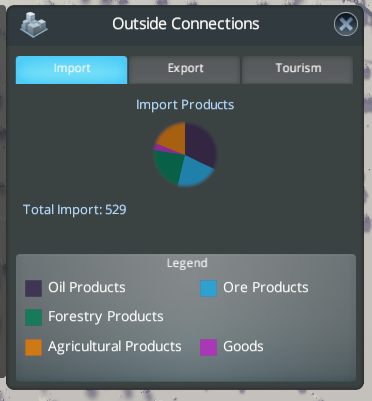 Outside Connections
Import Export Tourism
Import Products
Total Import: 529
Legend
Oil Products Ore Products
Forestry Products
Agricultural Products Goods